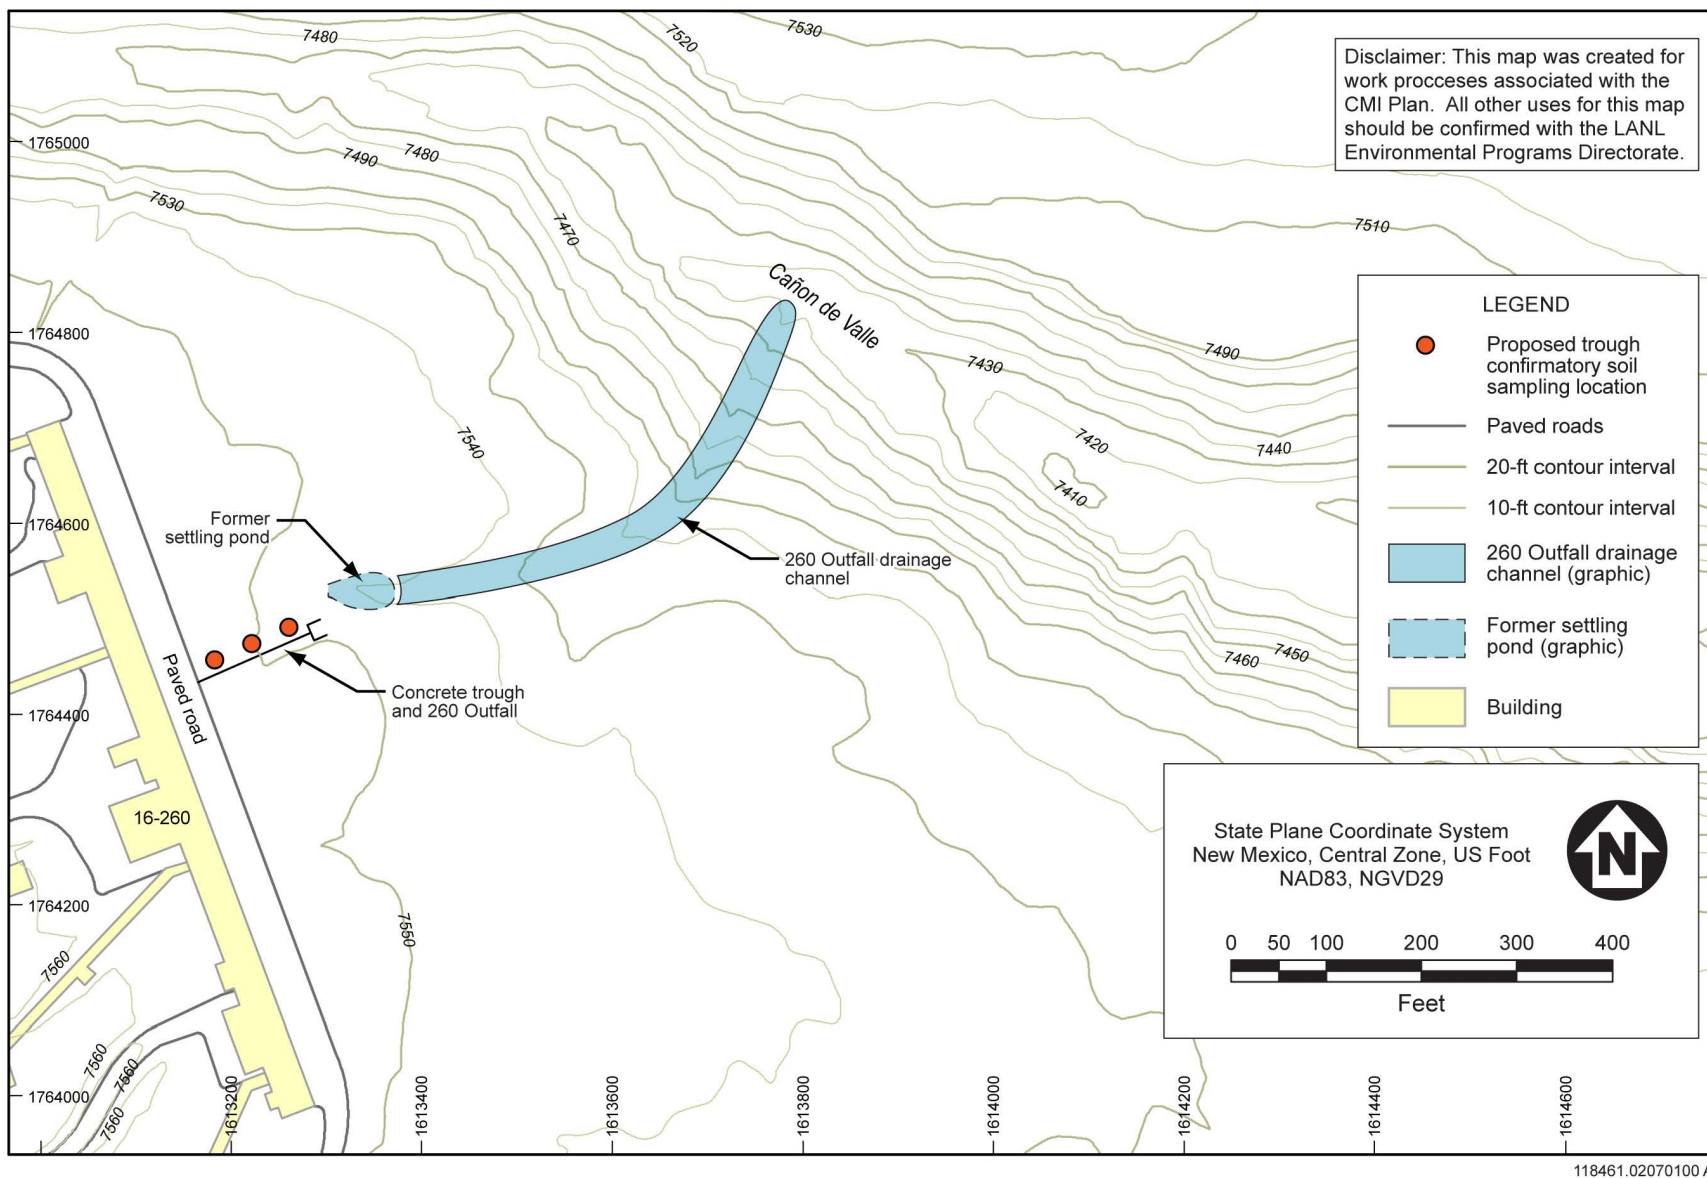 7480
7520
7530
Disclaimer: This map was created for
work procceses associated with the
CMI Plan.  All other uses for this map
should be confirmed with the LANL
Environmental Programs Directorate.
1765000
7490
7480
7530
7470
7510
Cañon de Valle
1764800
7490
7430
7540
7420
7440
7410
LEGEND
Proposed trough
confirmatory soil
sampling location
Paved roads
20-ft contour interval
10-ft contour interval
260 Outfall drainage
channel (graphic)
Former settling
pond (graphic)
Building
1764600
Former
settling pond
260 Outfall drainage
channel
7460
7450
Paved road
Concrete trough
and 260 Outfall
1764400
16-260
State Plane Coordinate System
New Mexico, Central Zone, US Foot
NAD83, NGVD29
N
0 50 100 200 300 400
Feet
1764200
7550
7560
7560
7560
7560
1764000
1613200
1613400
1613600
1613800
1614000
1614200
1614400
1614600
118461.02070100 A